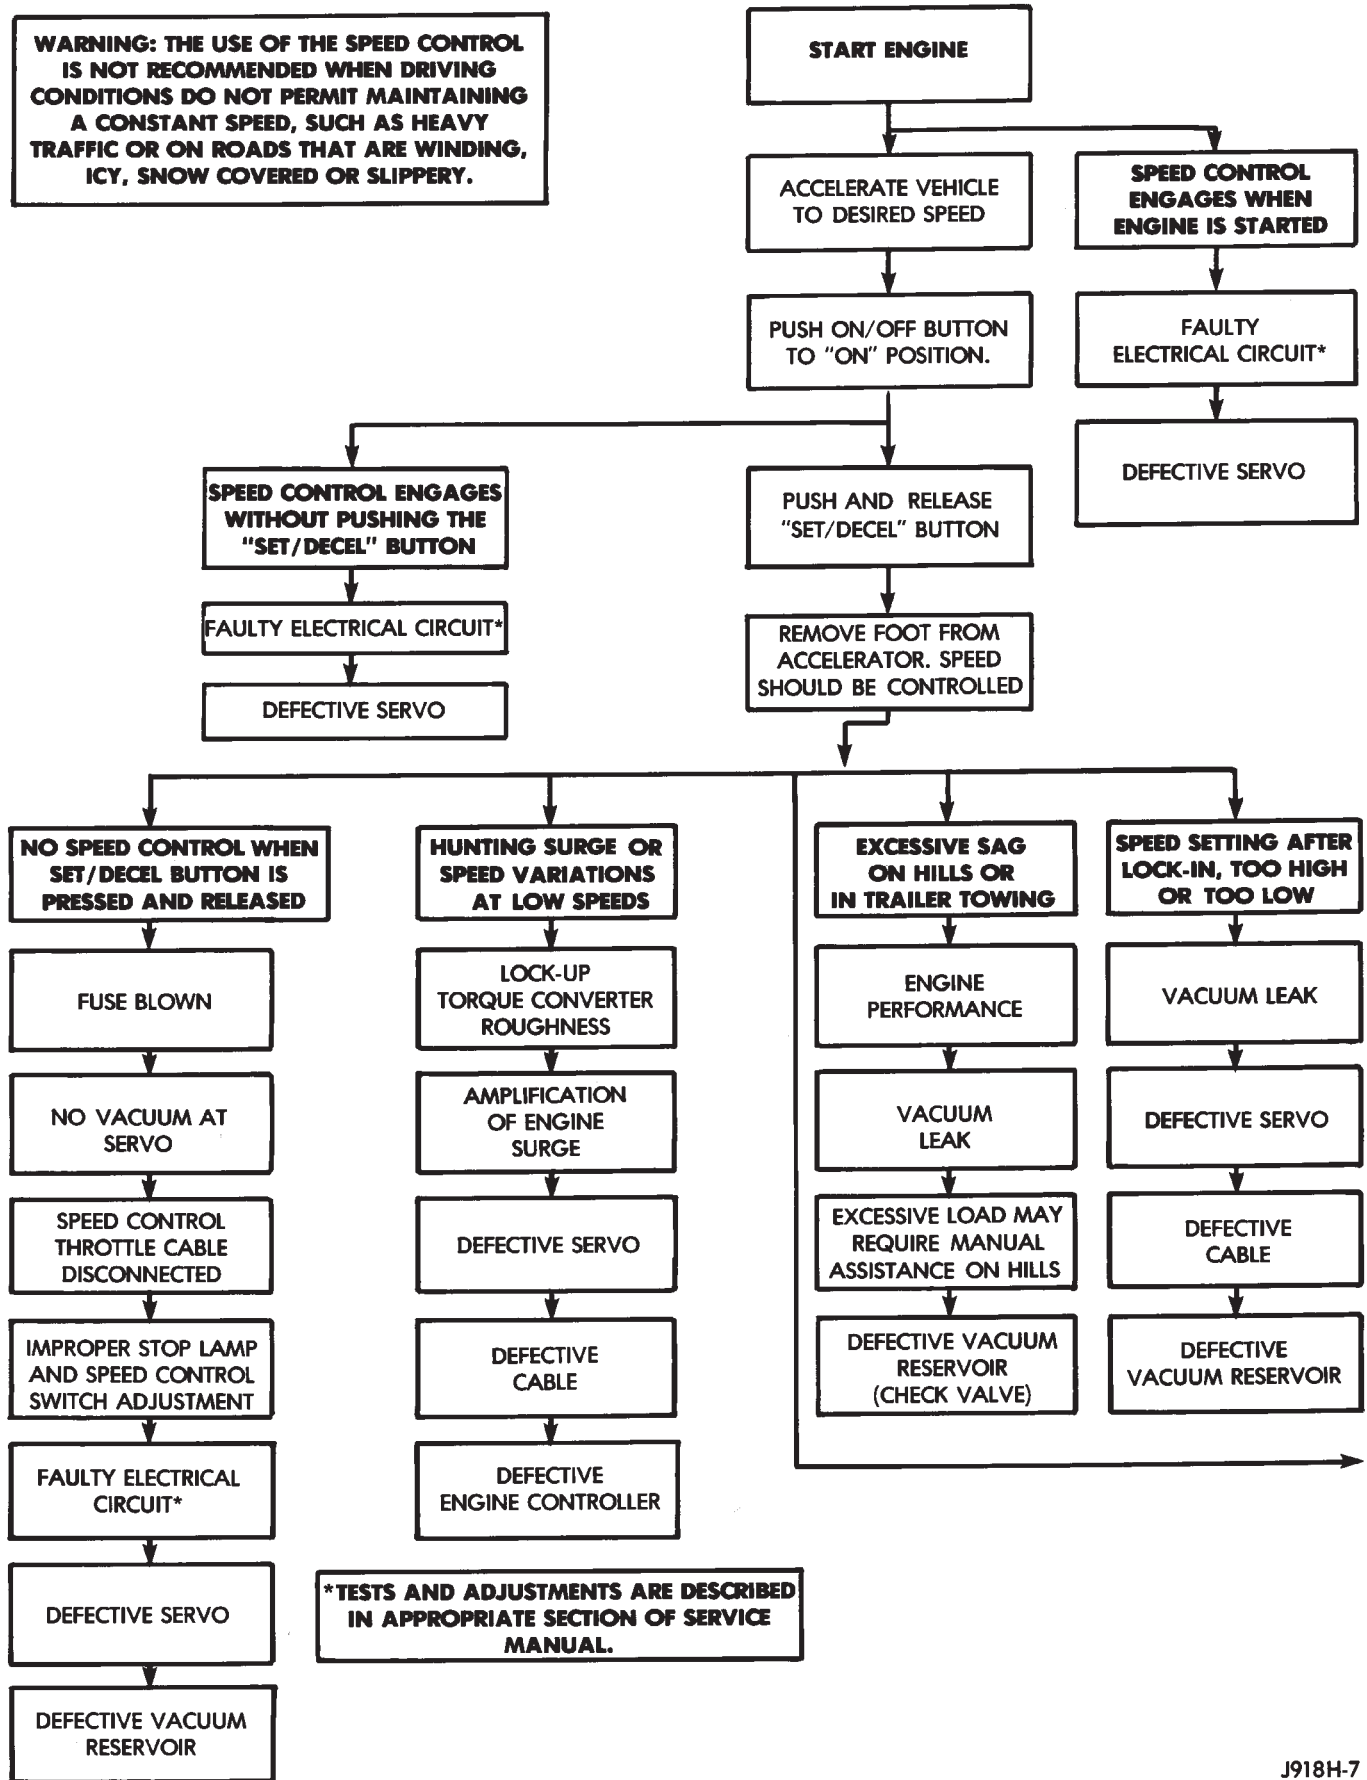 WARNING: THE USE OF THE SPEED CONTROL
IS NOT RECOMMENDED WHEN DRIVING
CONDITIONS DO NOT PERMIT MAINTAINING
A CONSTANT SPEED, SUCH AS HEAVY
TRAFFIC OR ON ROADS THAT ARE WINDING,
ICY, SNOW COVERED OR SLIPPERY.
START ENGINE
ACCELERATE VEHICLE
TO DESIRED SPEED
SPEED CONTROL
ENGAGES WHEN
ENGINE IS STARTED
PUSH ON/OFF BUTTON
TO "ON" POSITION.
FAULTY
ELECTRICAL CIRCUIT*
DEFECTIVE SERVO
SPEED CONTROL ENGAGES
WITHOUT PUSHING THE
"SET/DECEL" BUTTON
PUSH AND RELEASE
"SET/DECEL" BUTTON
FAULTY ELECTRICAL CIRCUIT*
DEFECTIVE SERVO
REMOVE FOOT FROM
ACCELERATOR. SPEED
SHOULD BE CONTROLLED
NO SPEED CONTROL WHEN
SET/DECEL BUTTON IS
PRESSED AND RELEASED
FUSE BLOWN
NO VACUUM AT
SERVO
SPEED CONTROL
THROTTLE CABLE
DISCONNECTED
IMPROPER STOP LAMP
AND SPEED CONTROL
SWITCH ADJUSTMENT
FAULTY ELECTRICAL
CIRCUIT*
DEFECTIVE SERVO
DEFECTIVE VACUUM
RESERVOIR
HUNTING SURGE OR
SPEED VARIATIONS
AT LOW SPEEDS
LOCK-UP
TORQUE CONVERTER
ROUGHNESS
AMPLIFICATION
OF ENGINE
SURGE
DEFECTIVE SERVO
DEFECTIVE
CABLE
DEFECTIVE
ENGINE CONTROLLER
EXCESSIVE SAG
ON HILLS OR
IN TRAILER TOWING
ENGINE
PERFORMANCE
VACUUM
LEAK
EXCESSIVE LOAD MAY
REQUIRE MANUAL
ASSISTANCE ON HILLS
DEFECTIVE VACUUM
RESERVOIR
(CHECK VALVE)
SPEED SETTING AFTER
LOCK-IN, TOO HIGH
OR TOO LOW
VACUUM LEAK
DEFECTIVE SERVO
DEFECTIVE
CABLE
DEFECTIVE
VACUUM RESERVOIR
*TESTS AND ADJUSTMENTS ARE DESCRIBED
IN APPROPRIATE SECTION OF SERVICE
MANUAL.
J918H-7